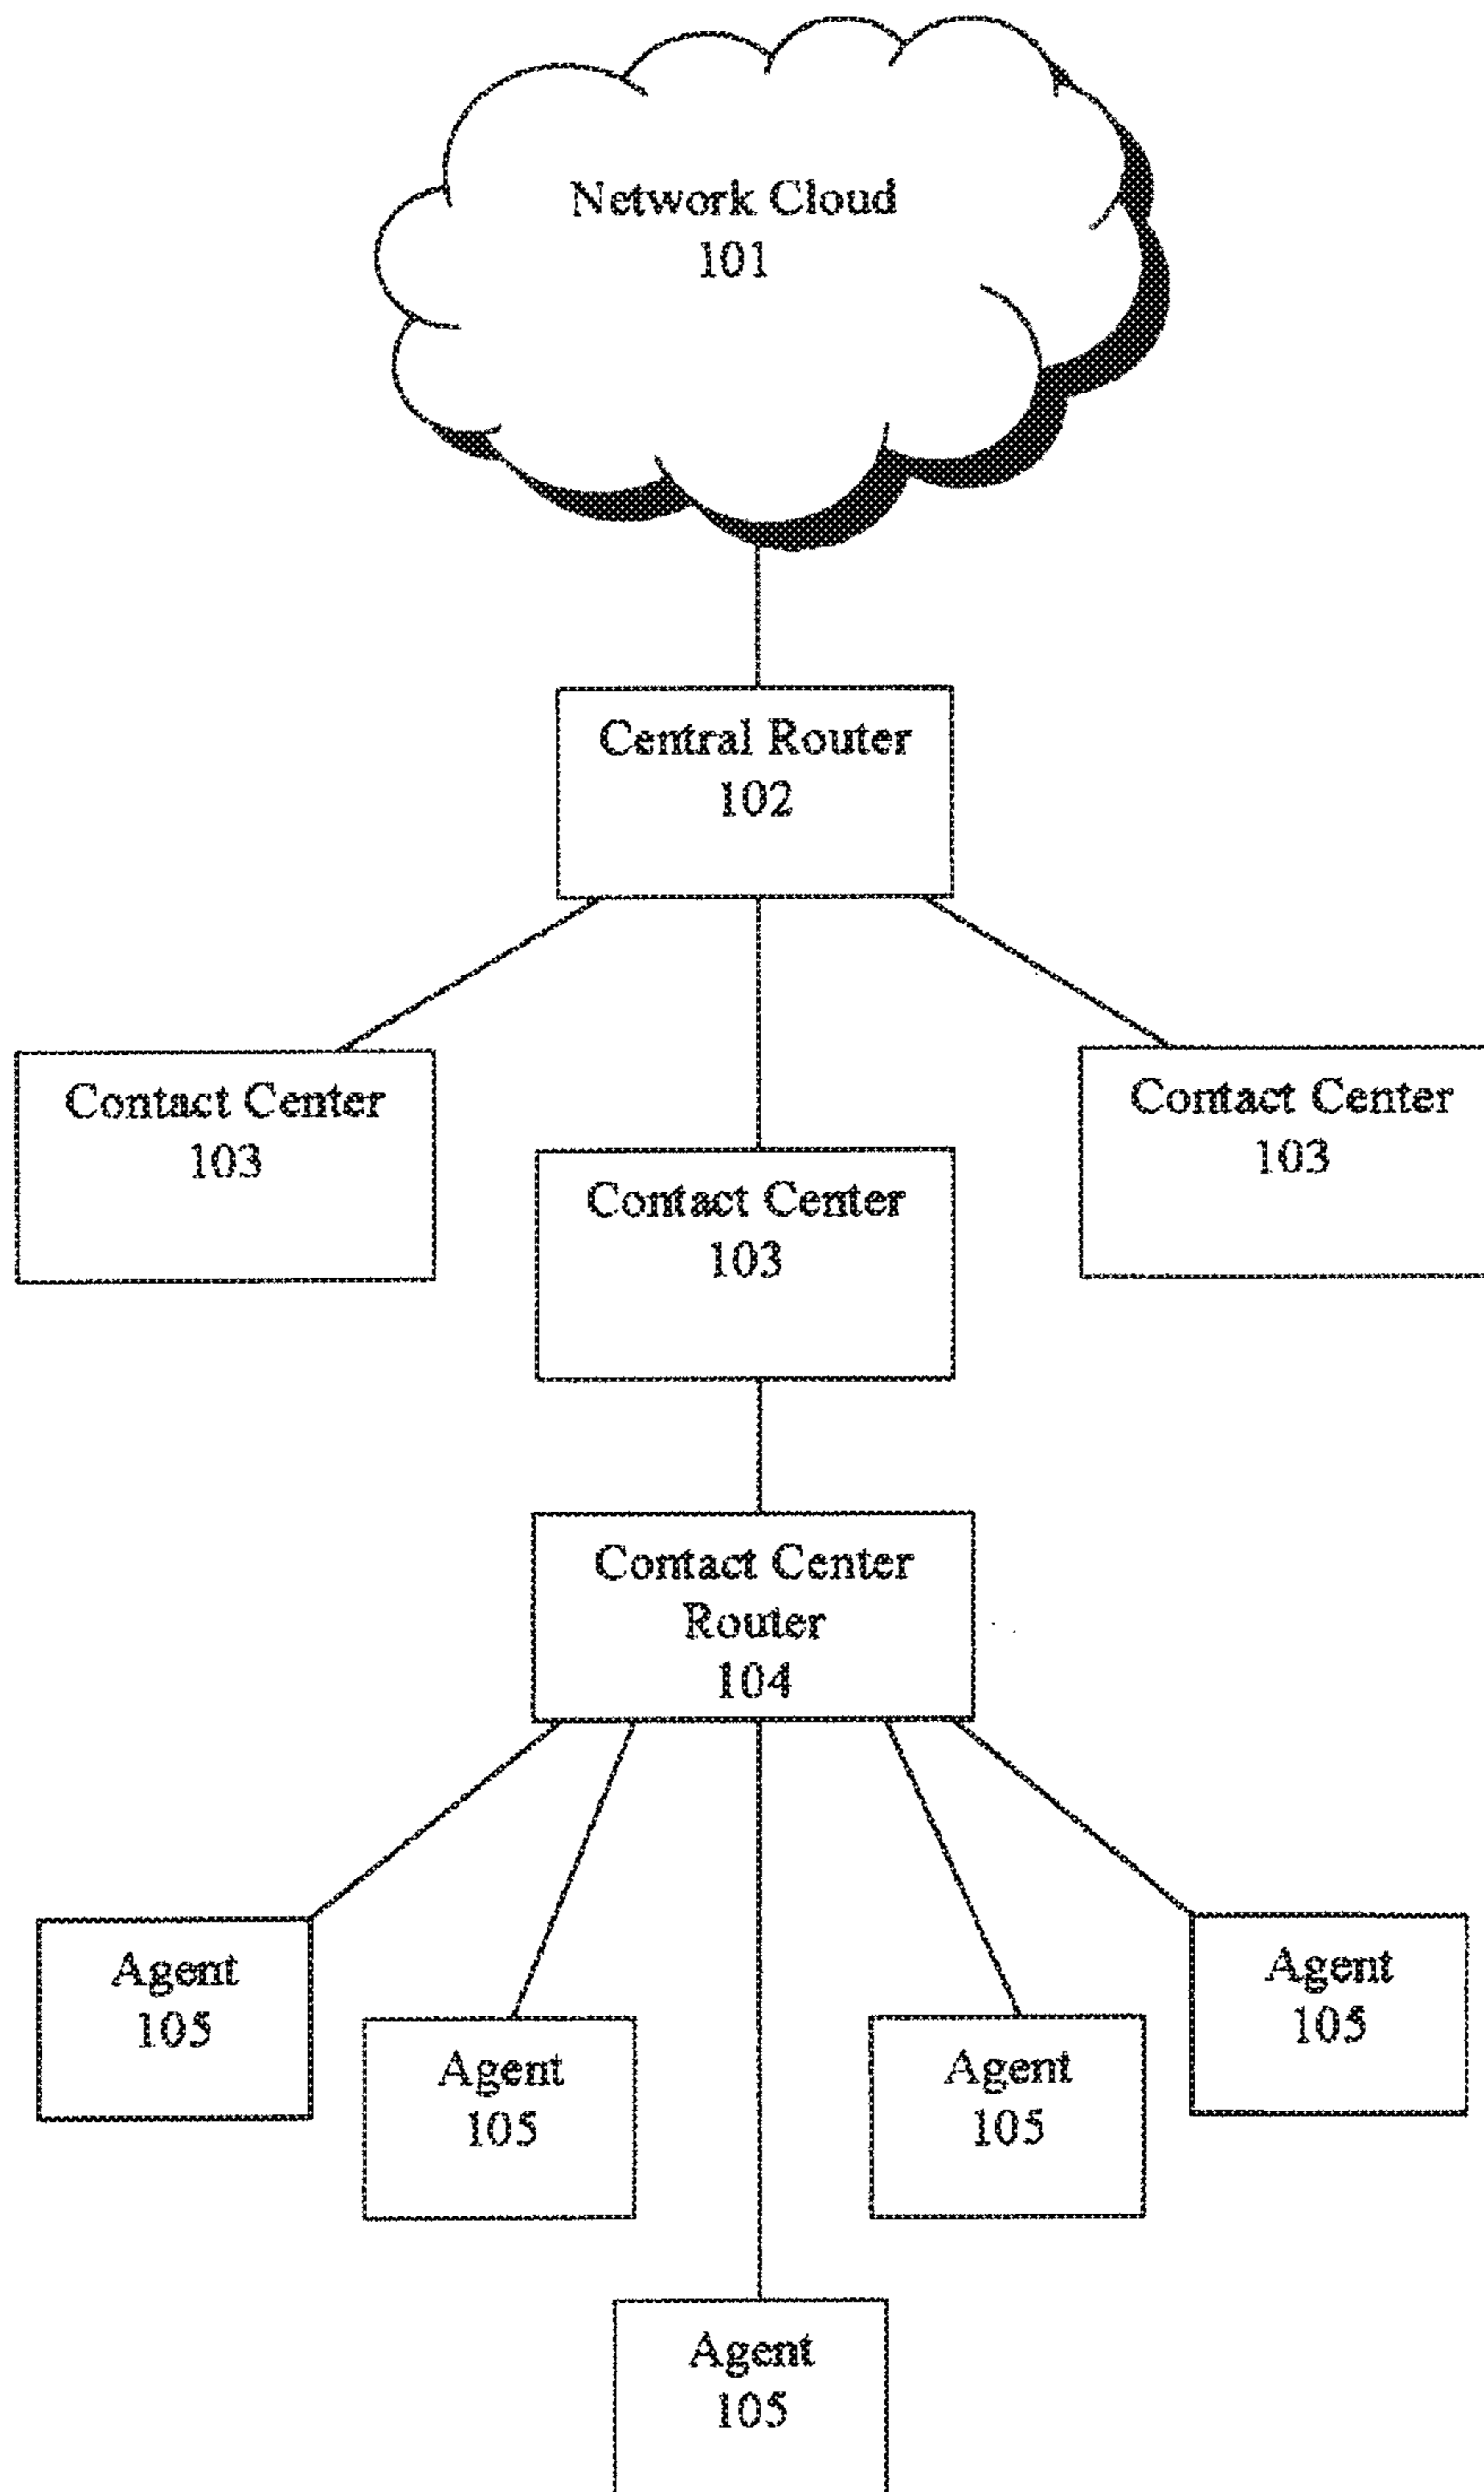 Network Cloud
101
Central Router
102
Contact Center
103
Contact Center
103
Contact Center
103
Contact Center
Router
104
Agent
105
Agent
105
Agent
105
Agent
105
Agent
105